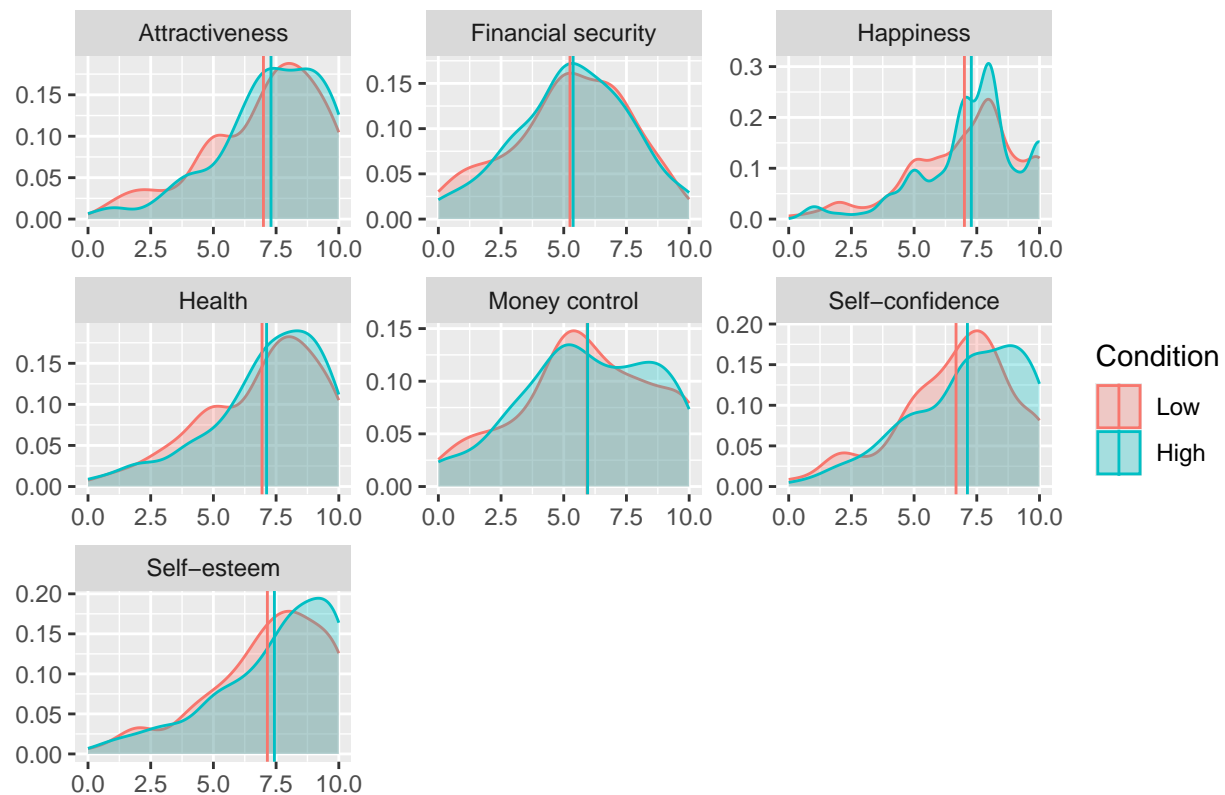 Attractiveness
Financial security
Happiness
0.15
0.10
0.05
0.00
0.0 2.5 5.0 7.5 10.0
0.15
0.10
0.05
0.00
0.0 2.5 5.0 7.5 10.0
0.3
0.2
0.1
0.0
0.0 2.5 5.0 7.5 10.0
Health
Money control
Self−confidence
0.15
0.10
0.05
0.00
0.0 2.5 5.0 7.5 10.0
0.15
0.10
0.05
0.00
0.0 2.5 5.0 7.5 10.0
0.20
0.15
0.10
0.05
0.00
0.0 2.5 5.0 7.5 10.0
Self−esteem
0.20
0.15
0.10
0.05
0.00
0.0 2.5 5.0 7.5 10.0
Condition
Low
High